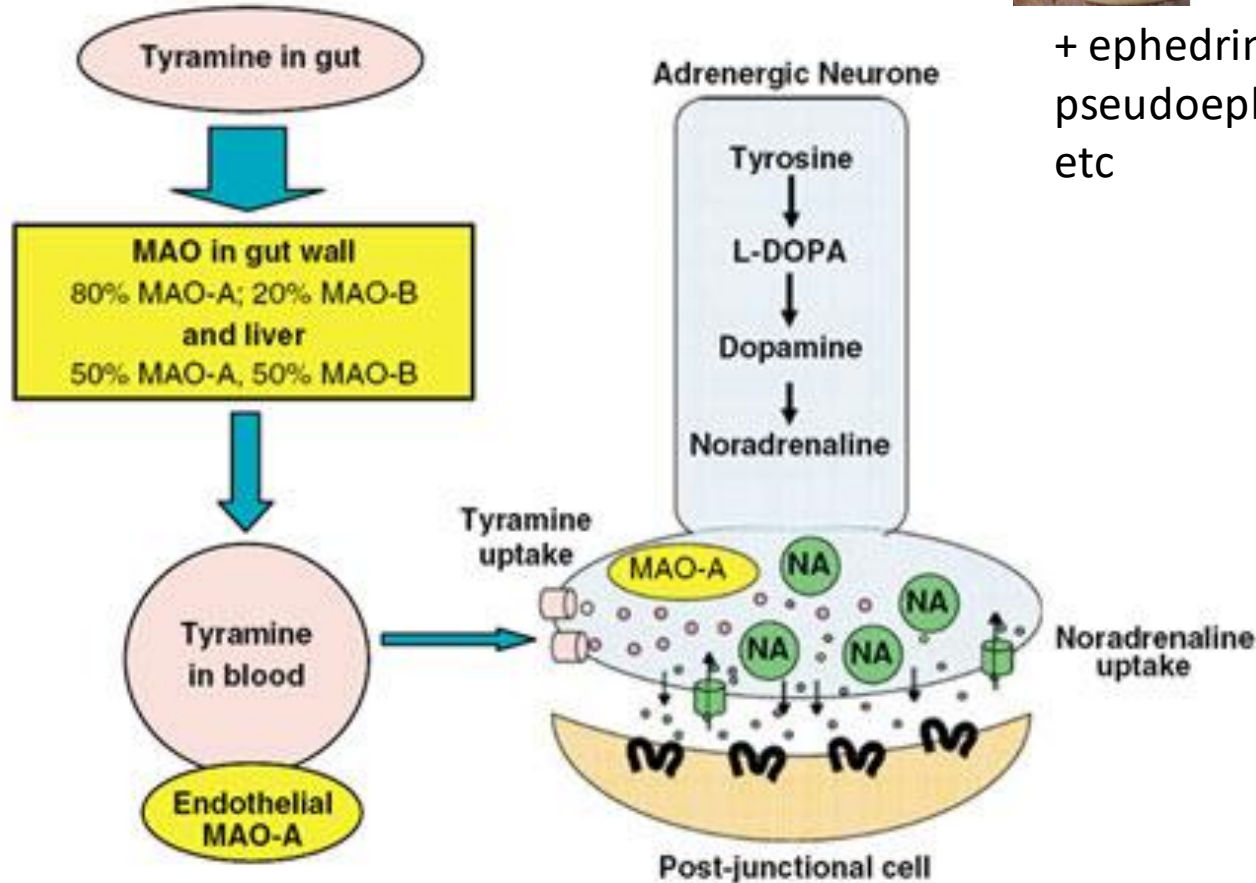 Tyramine in gut
MAO in gut wall
80% MAO-A; 20% MAO-B
and liver
50% MAO-A, 50% MAO-B
Tyramine
in blood
Endothelial
MAO-A
Adrenergic Neurone
Tyrosine
L-DOPA
Dopamine
Noradrenaline
Tyramine
uptake
MAO-A
NA
NA
NA
NA
Noradrenaline
uptake
Post-junctional cell
+ ephedrin
pseudoep
etc